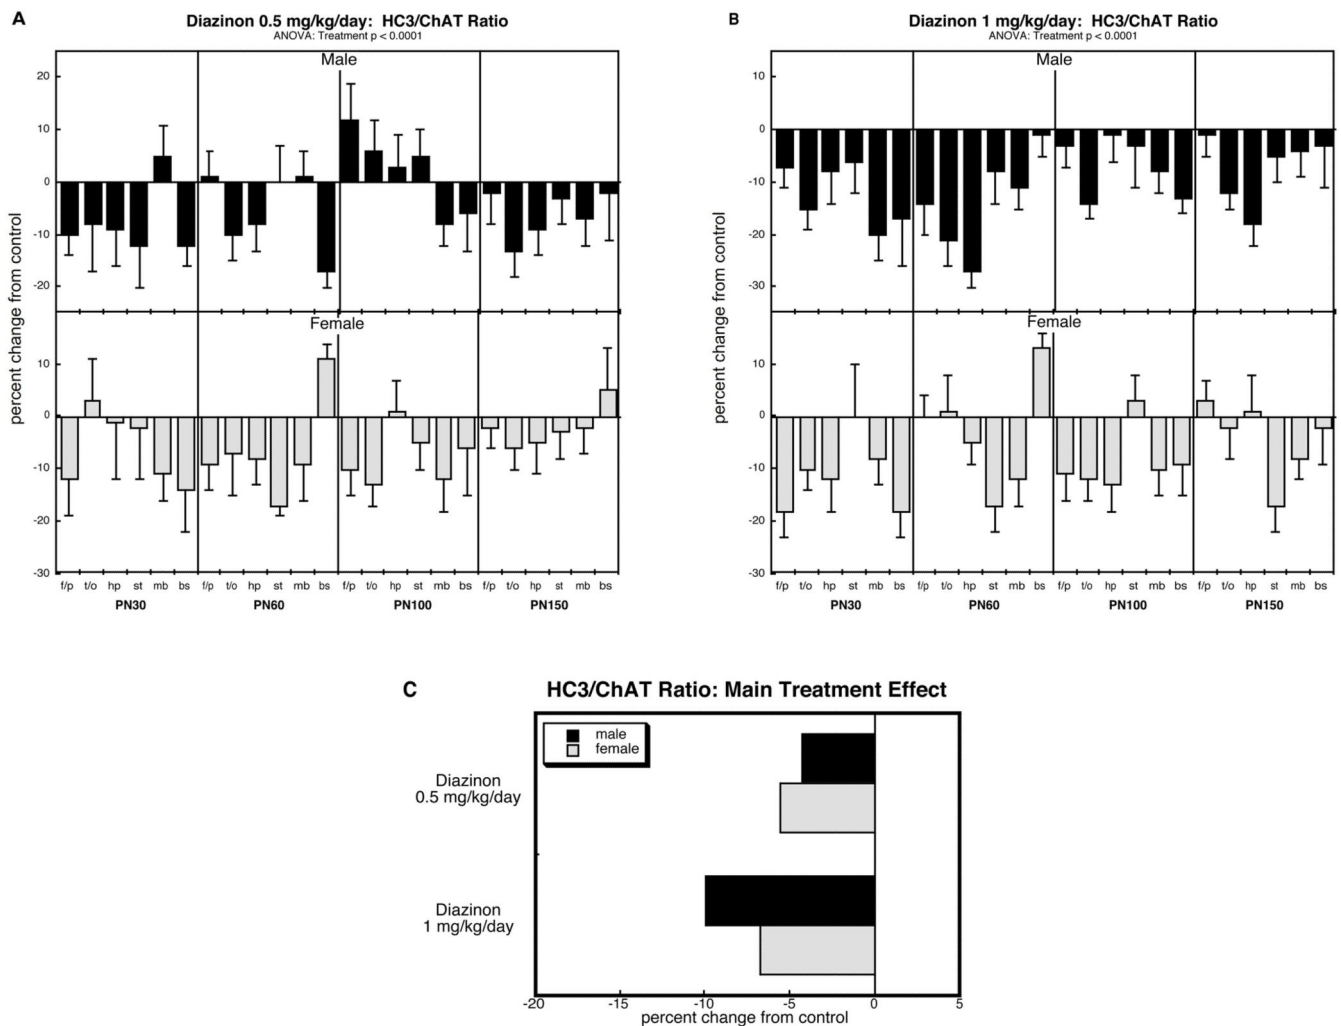 A
Diazinon 0.5 mg/kg/day: HC3/ChAT Ratio
ANOVA: Treatment p < 0.0001
percent change from control
Male
20
10
0
-10
-20
Female
10
0
-10
-20
-30
f/p t/o hp st mb bs f/p t/o hp st mb bs f/p t/o hp st mb bs f/p t/o hp st mb bs
PN30 PN60 PN100 PN150
B
Diazinon 1 mg/kg/day: HC3/ChAT Ratio
ANOVA: Treatment p < 0.0001
percent change from control
Male
10
0
-10
-20
-30
Female
10
0
-10
-20
-30
f/p t/o hp st mb bs f/p t/o hp st mb bs f/p t/o hp st mb bs f/p t/o hp st mb bs
PN30 PN60 PN100 PN150
C
HC3/ChAT Ratio: Main Treatment Effect
male
female
Diazinon
0.5 mg/kg/day
Diazinon
1 mg/kg/day
-20 -15 -10 -5 0 5
percent change from control